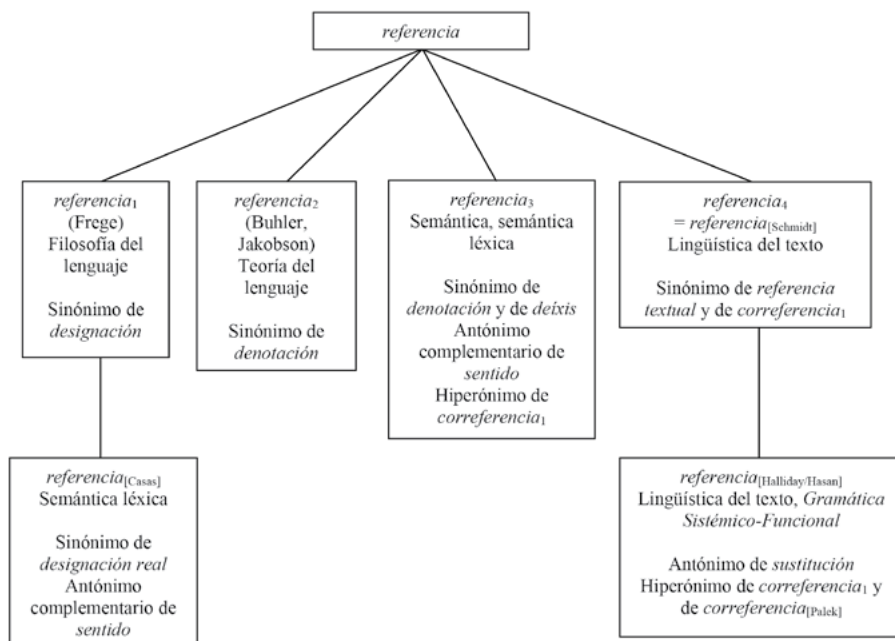 referencia
referencia₁
(Frege)
Filosofía del
lenguaje
Sinónimo de
designación
referencia₂
(Buhler,
Jakobson)
Teoría del
lenguaje
Sinónimo de
denotación
referencia₃
Semántica, semántica
léxica
Sinónimo de
denotación y de deíxis
Antónimo
complementario de
sentido
Hiperónimo de
correferencia₁
referencia₄
= referencia[Schmidt]
Lingüística del texto
Sinónimo de referencia
textual y de correferencia₁
referencia[Casas]
Semántica léxica
Sinónimo de
designación real
Antónimo
complementario de
sentido
referencia[Halliday/Hasan]
Lingüística del texto, Gramática
Sistémico-Funcional
Antónimo de sustitución
Hiperónimo de correferencia₁ y
de correferencia[Palek]